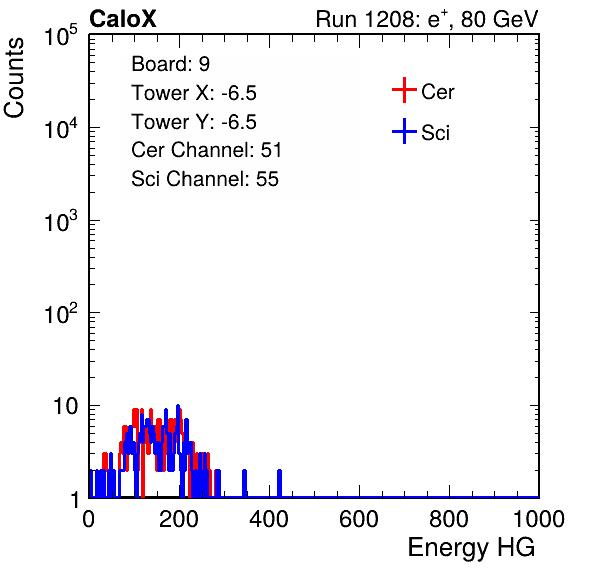 CaloX Run 1208: e⁺, 80 GeV
Counts
10⁵
10⁴
10³
10²
10
1
Board: 9
Tower X: -6.5
Tower Y: -6.5
Cer Channel: 51
Sci Channel: 55
Cer
Sci
0 200 400 600 800 1000
Energy HG